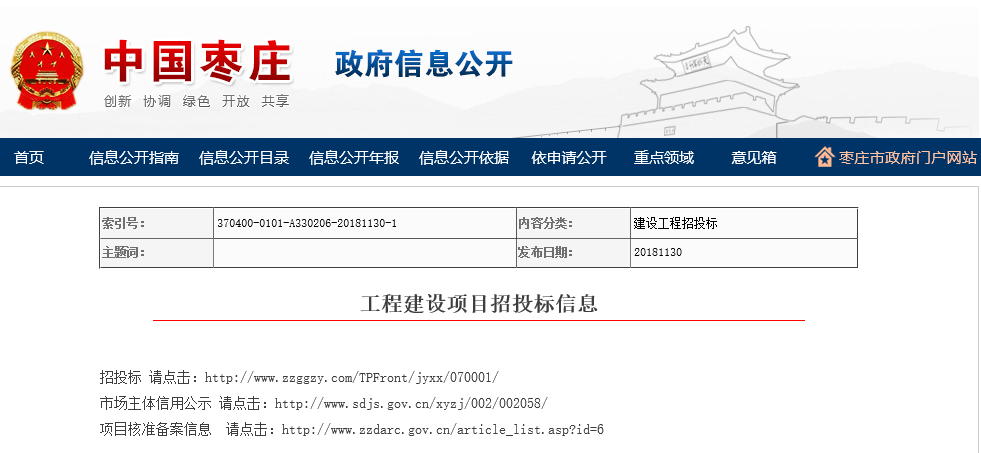 中国枣庄
政府信息公开
创新 协调 绿色 开放 共享
首页 信息公开指南 信息公开目录 信息公开年报 信息公开依据 依申请公开 重点领域 意见箱 枣庄市政府门户网站
索引号: 370400-0101-A330206-20181130-1 内容分类: 建设工程招投标
主题词: 发布日期: 20181130
工程建设项目招投标信息
招投标 请点击: http://www.zzggzy.com/TPFront/jyxx/070001/
市场主体信用公示 请点击: http://www.sdjs.gov.cn/xyzj/002/002058/
项目核准备案信息 请点击: http://www.zzdarc.gov.cn/article_list.asp?id=6